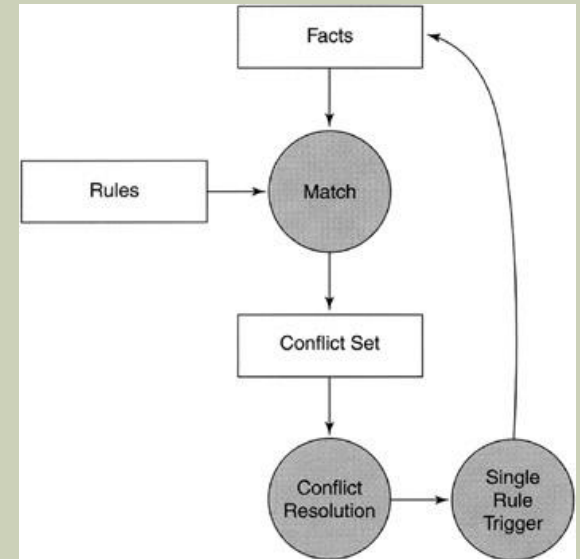 Facts
Rules
Match
Conflict Set
Conflict
Resolution
Single
Rule
Trigger